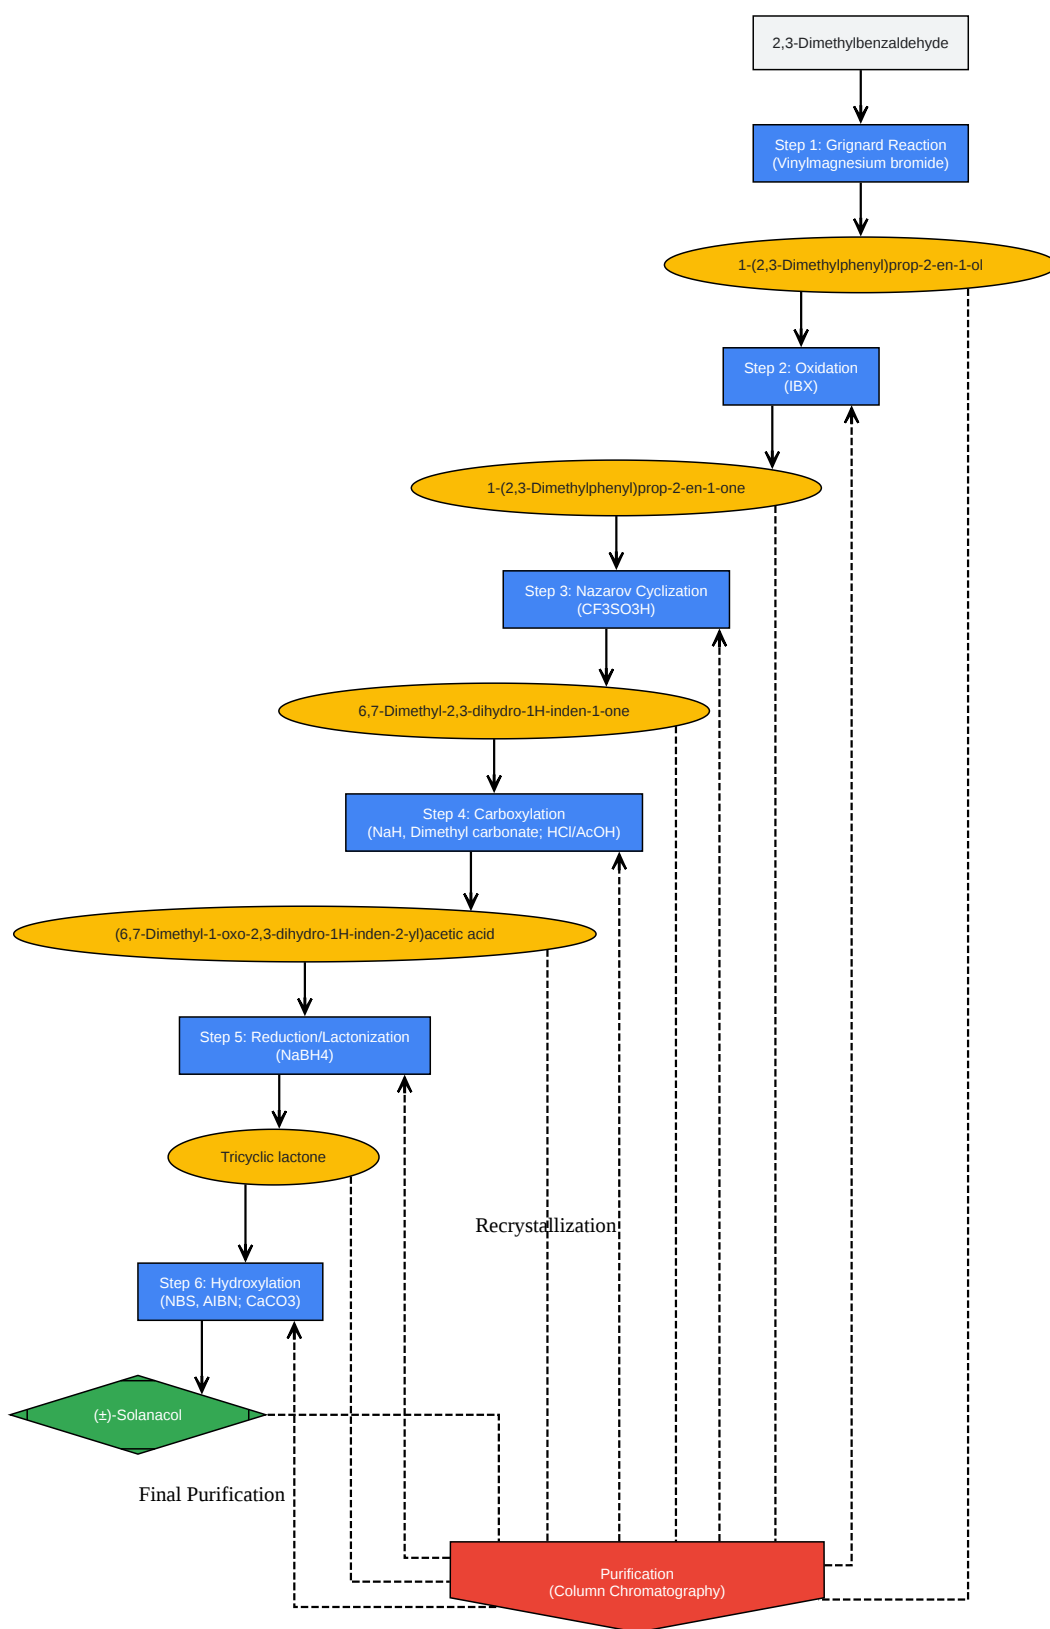 2,3-Dimethylbenzaldehyde
Step 1: Grignard Reaction
(Vinylmagnesium bromide)
1-(2,3-Dimethylphenyl)prop-2-en-1-ol
Step 2: Oxidation
(IBX)
1-(2,3-Dimethylphenyl)prop-2-en-1-one
Step 3: Nazarov Cyclization
(CF3SO3H)
6,7-Dimethyl-2,3-dihydro-1H-inden-1-one
Step 4: Carboxylation
(NaH, Dimethyl carbonate; HCl/AcOH)
(6,7-Dimethyl-1-oxo-2,3-dihydro-1H-inden-2-yl)acetic acid
Step 5: Reduction/Lactonization
(NaBH4)
Tricyclic lactone
Recrystallization
Step 6: Hydroxylation
(NBS, AIBN; CaCO3)
(±)-Solanacol
Final Purification
Purification
(Column Chromatography)